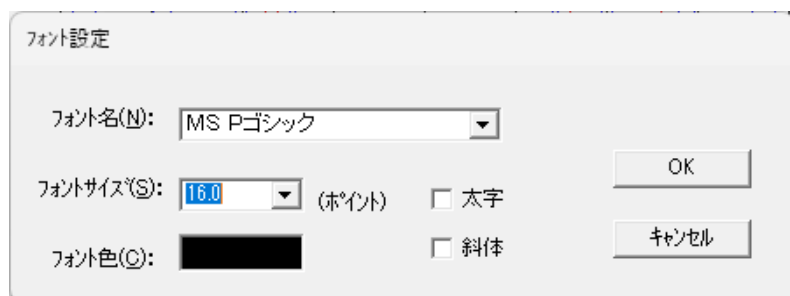 フォント設定
フォント名(N): MS Pゴシック
フォントサイズ(S): 16.0 (ポイント) 太字
フォント色(C): 斜体
OK
キャンセル